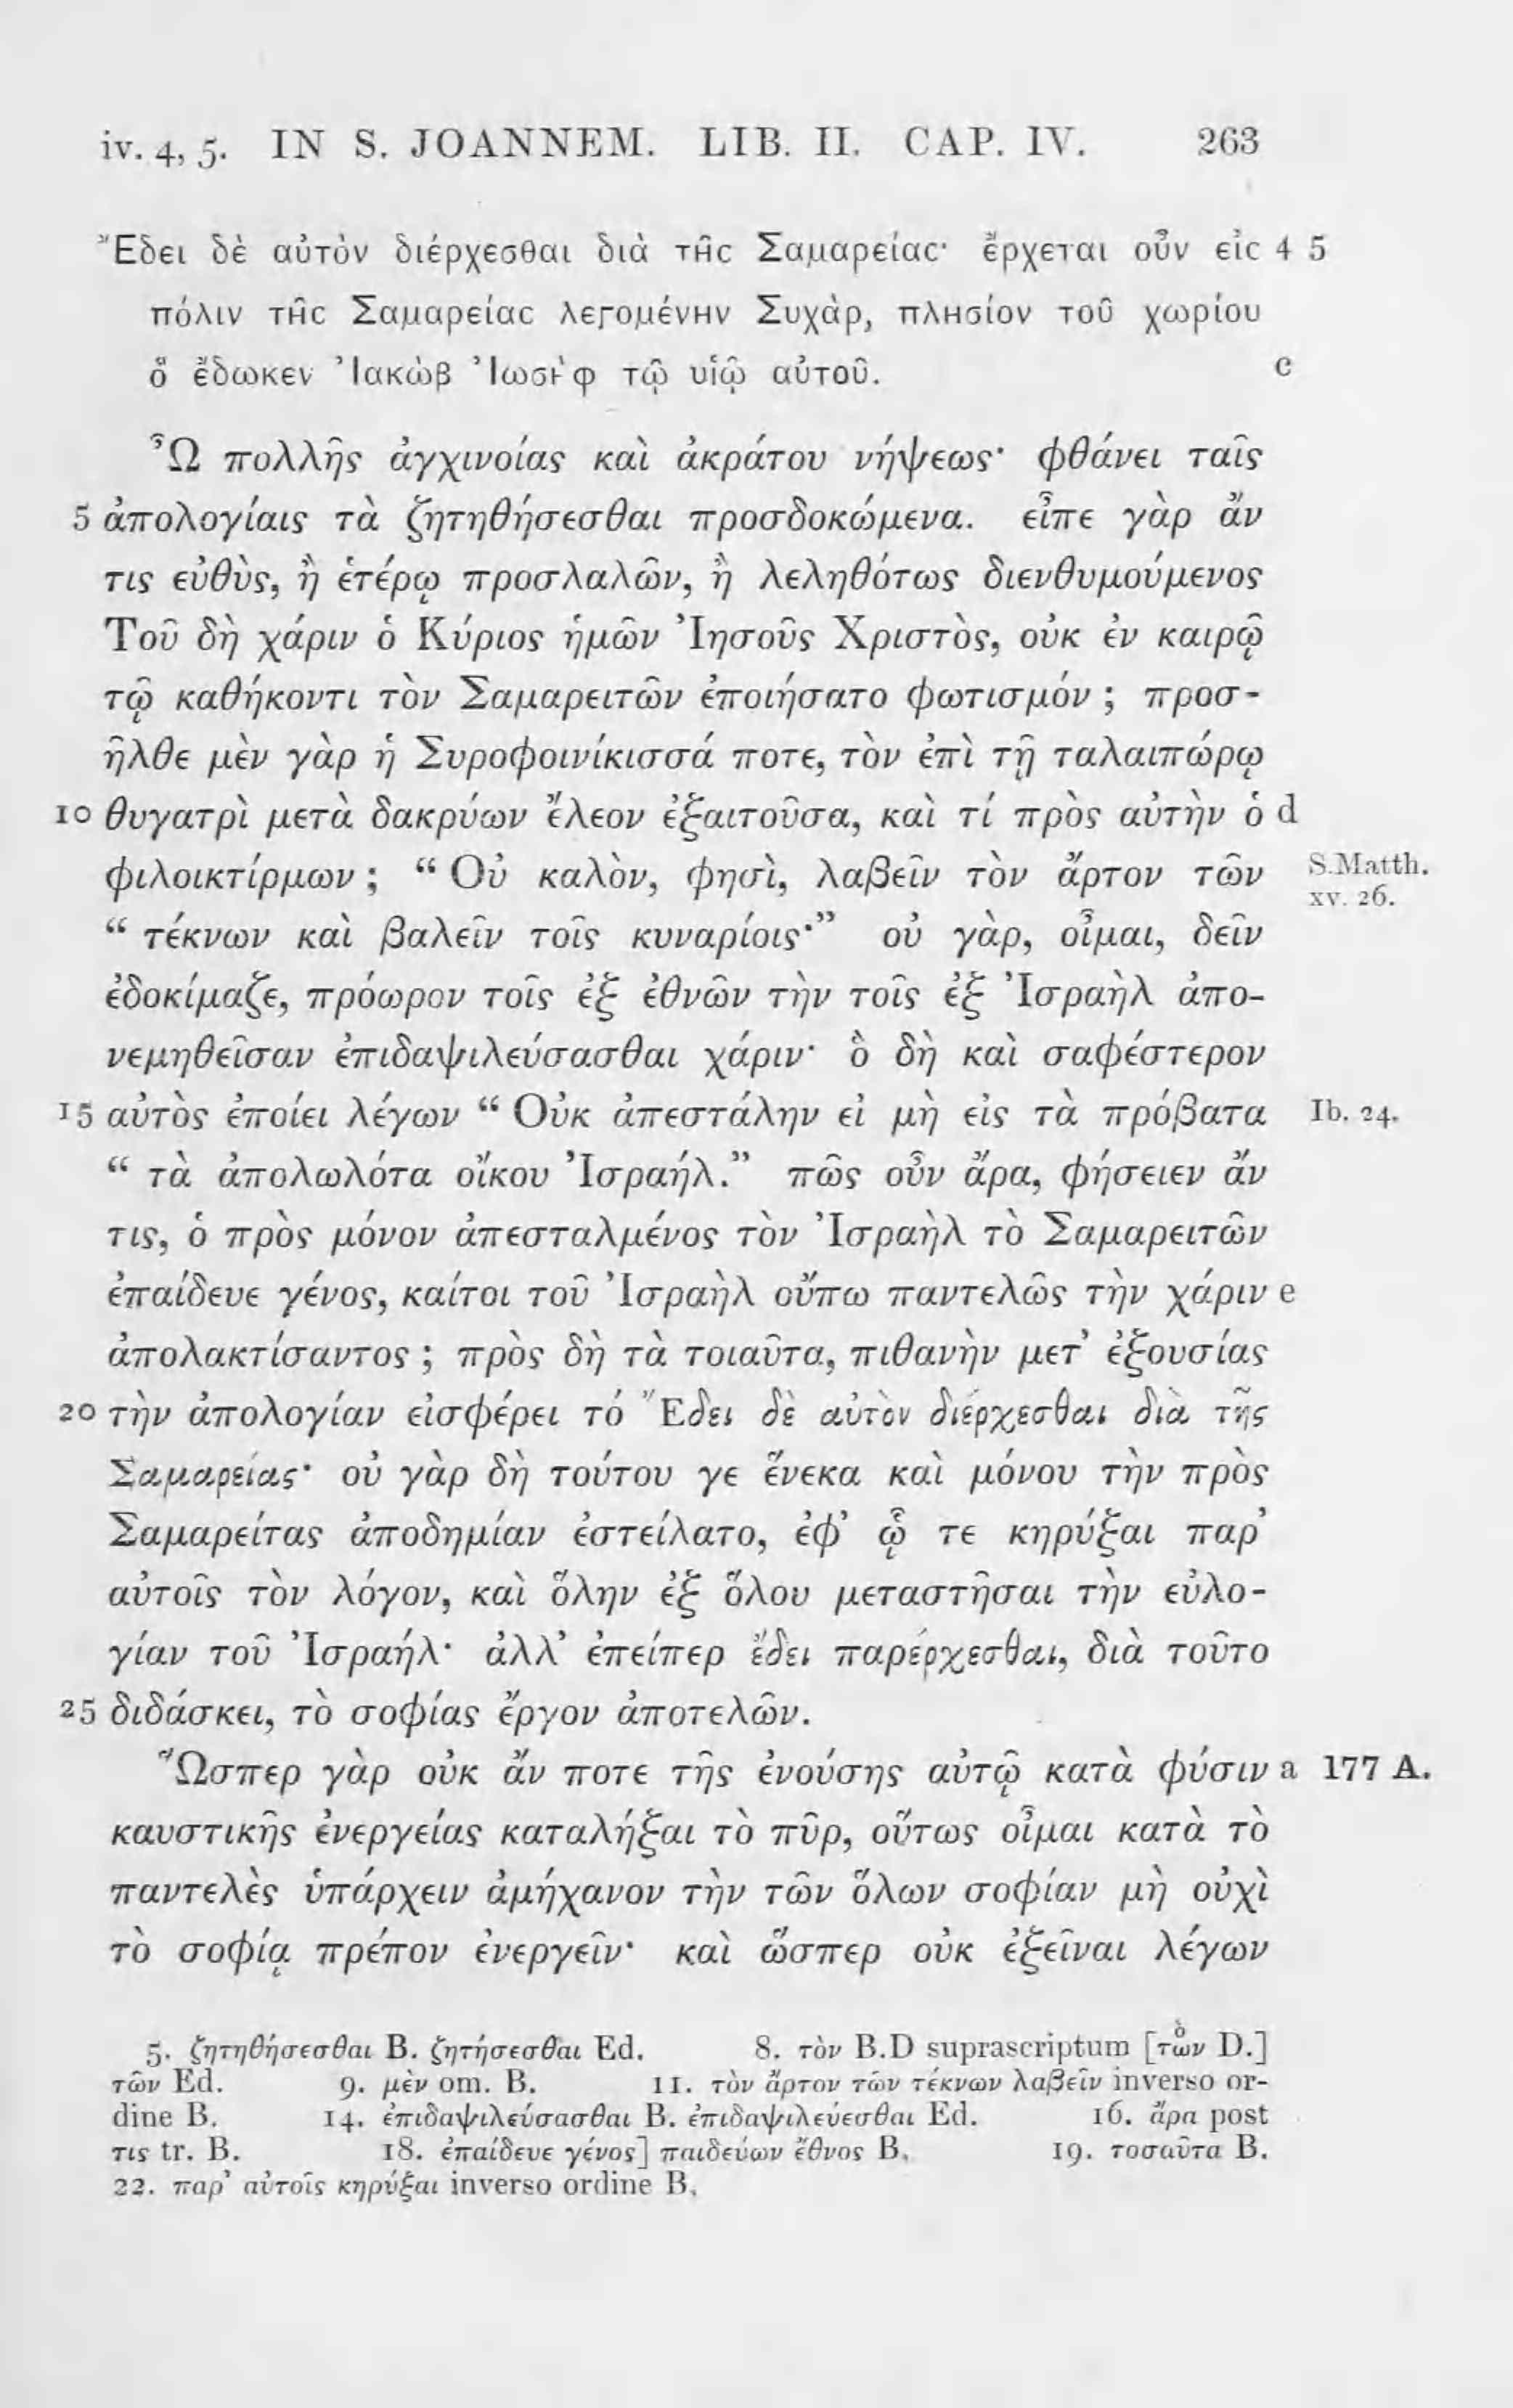 iv. 4, 5. IN S. JOANNEM. LIB. II. CAP. IV. 263
Ἔδει δὲ αὐτὸν διέρχεσθαι διὰ τῆς Σαμαρείας· ἔρχεται οὖν εἰς 4 5
πόλιν τῆς Σαμαρείας λεγομένην Συχὰρ, πλησίον τοῦ χωρίου
ὃ ἔδωκεν Ἰακὼβ Ἰωσὴφ τῷ υἱῷ αὐτοῦ. c
Ὢ πολλῆς ἀγχινοίας καὶ ἀκράτου νήψεως· φθάνει ταῖς
5 ἀπολογίαις τὰ ζητηθήσεσθαι προσδοκώμενα. εἶπε γὰρ ἄν
τις εὐθὺς, ἢ ἑτέρῳ προσλαλῶν, ἢ λεληθότως διενθυμούμενος
Τοῦ δὴ χάριν ὁ Κύριος ἡμῶν Ἰησοῦς Χριστὸς, οὐκ ἐν καιρῷ
τῷ καθήκοντι τὸν Σαμαρειτῶν ἐποιήσατο φωτισμόν ; προσ-
ῆλθε μὲν γὰρ ἡ Συροφοινίκισσά ποτε, τὸν ἐπὶ τῇ ταλαιπώρῳ
10 θυγατρὶ μετὰ δακρύων ἔλεον ἐξαιτοῦσα, καὶ τί πρὸς αὐτὴν ὁ d
φιλοικτίρμων ; “ Οὐ καλὸν, φησὶ, λαβεῖν τὸν ἄρτον τῶν S. Matth. xv. 26.
“ τέκνων καὶ βαλεῖν τοῖς κυναρίοις·” οὐ γὰρ, οἶμαι, δεῖν
ἐδοκίμαζε, πρόωρον τοῖς ἐξ ἐθνῶν τὴν τοῖς ἐξ Ἰσραὴλ ἀπο-
νεμηθεῖσαν ἐπιδαψιλεύσασθαι χάριν· ὃ δὴ καὶ σαφέστερον
15 αὐτὸς ἐποίει λέγων “ Οὐκ ἀπεστάλην εἰ μὴ εἰς τὰ πρόβατα Ib. 24.
“ τὰ ἀπολωλότα οἴκου Ἰσραήλ.” πῶς οὖν ἄρα, φήσειεν ἄν
τις, ὁ πρὸς μόνον ἀπεσταλμένος τὸν Ἰσραὴλ τὸ Σαμαρειτῶν
ἐπαίδευε γένος, καίτοι τοῦ Ἰσραὴλ οὔπω παντελῶς τὴν χάριν e
ἀπολακτίσαντος ; πρὸς δὴ τὰ τοιαῦτα, πιθανὴν μετ’ ἐξουσίας
20 τὴν ἀπολογίαν εἰσφέρει τό Ἔδει δὲ αὐτὸν διέρχεσθαι διὰ τῆς
Σαμαρείας· οὐ γὰρ δὴ τούτου γε ἕνεκα καὶ μόνου τὴν πρὸς
Σαμαρείτας ἀποδημίαν ἐστείλατο, ἐφ’ ᾧ τε κηρύξαι παρ’
αὐτοῖς τὸν λόγον, καὶ ὅλην ἐξ ὅλου μεταστῆσαι τὴν εὐλο-
γίαν τοῦ Ἰσραήλ· ἀλλ’ ἐπείπερ ἔδει παρέρχεσθαι, διὰ τοῦτο
25 διδάσκει, τὸ σοφίας ἔργον ἀποτελῶν.
Ὥσπερ γὰρ οὐκ ἄν ποτε τῆς ἐνούσης αὐτῷ κατὰ φύσιν a 177 A.
καυστικῆς ἐνεργείας καταλήξαι τὸ πῦρ, οὕτως οἶμαι κατὰ τὸ
παντελὲς ὑπάρχειν ἀμήχανον τὴν τῶν ὅλων σοφίαν μὴ οὐχὶ
τὸ σοφίᾳ πρέπον ἐνεργεῖν· καὶ ὥσπερ οὐκ ἐξεῖναι λέγων
5. ζητηθήσεσθαι B. ζητήσεσθαι Ed. 8. τὸν B.D suprascriptum [τῶν D.]
τῶν Ed. 9. μὲν om. B. 11. τὸν ἄρτον τῶν τέκνων λαβεῖν inverso or-
dine B. 14. ἐπιδαψιλεύσασθαι B. ἐπιδαψιλεύεσθαι Ed. 16. ἄρα post
τις tr. B. 18. ἐπαίδευε γένος] παιδεύων ἔθνος B. 19. τοσαῦτα B.
22. παρ’ αὐτοῖς κηρύξαι inverso ordine B.